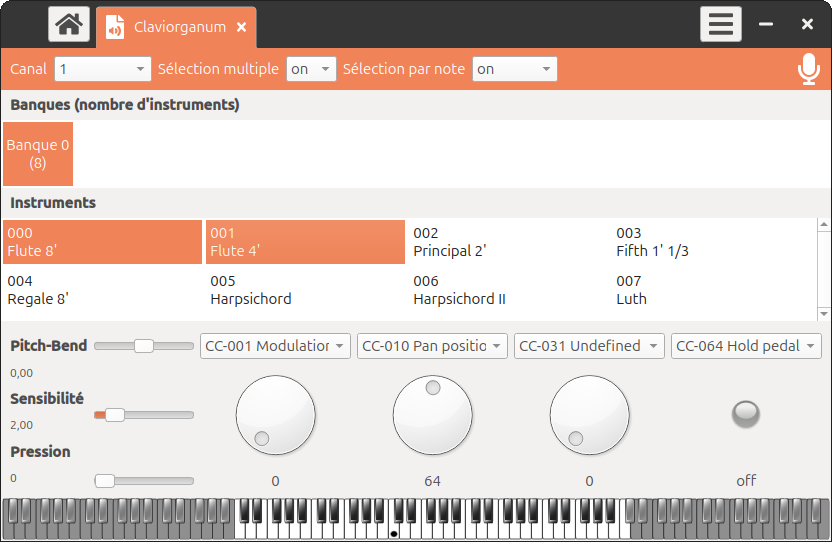 Claviorganum
Canal 1 Sélection multiple on Sélection par note on
Banques (nombre d'instruments)
Banque 0
(8)
Instruments
000 001 002 003
Flute 8' Flute 4' Principal 2' Fifth 1' 1/3
004 005 006 007
Regale 8' Harpsichord Harpsichord II Luth
Pitch-Bend CC-001 Modulation CC-010 Pan positio CC-031 Undefined CC-064 Hold pedal
0,00
Sensibilité
2,00
Pression
0 0 64 0 off